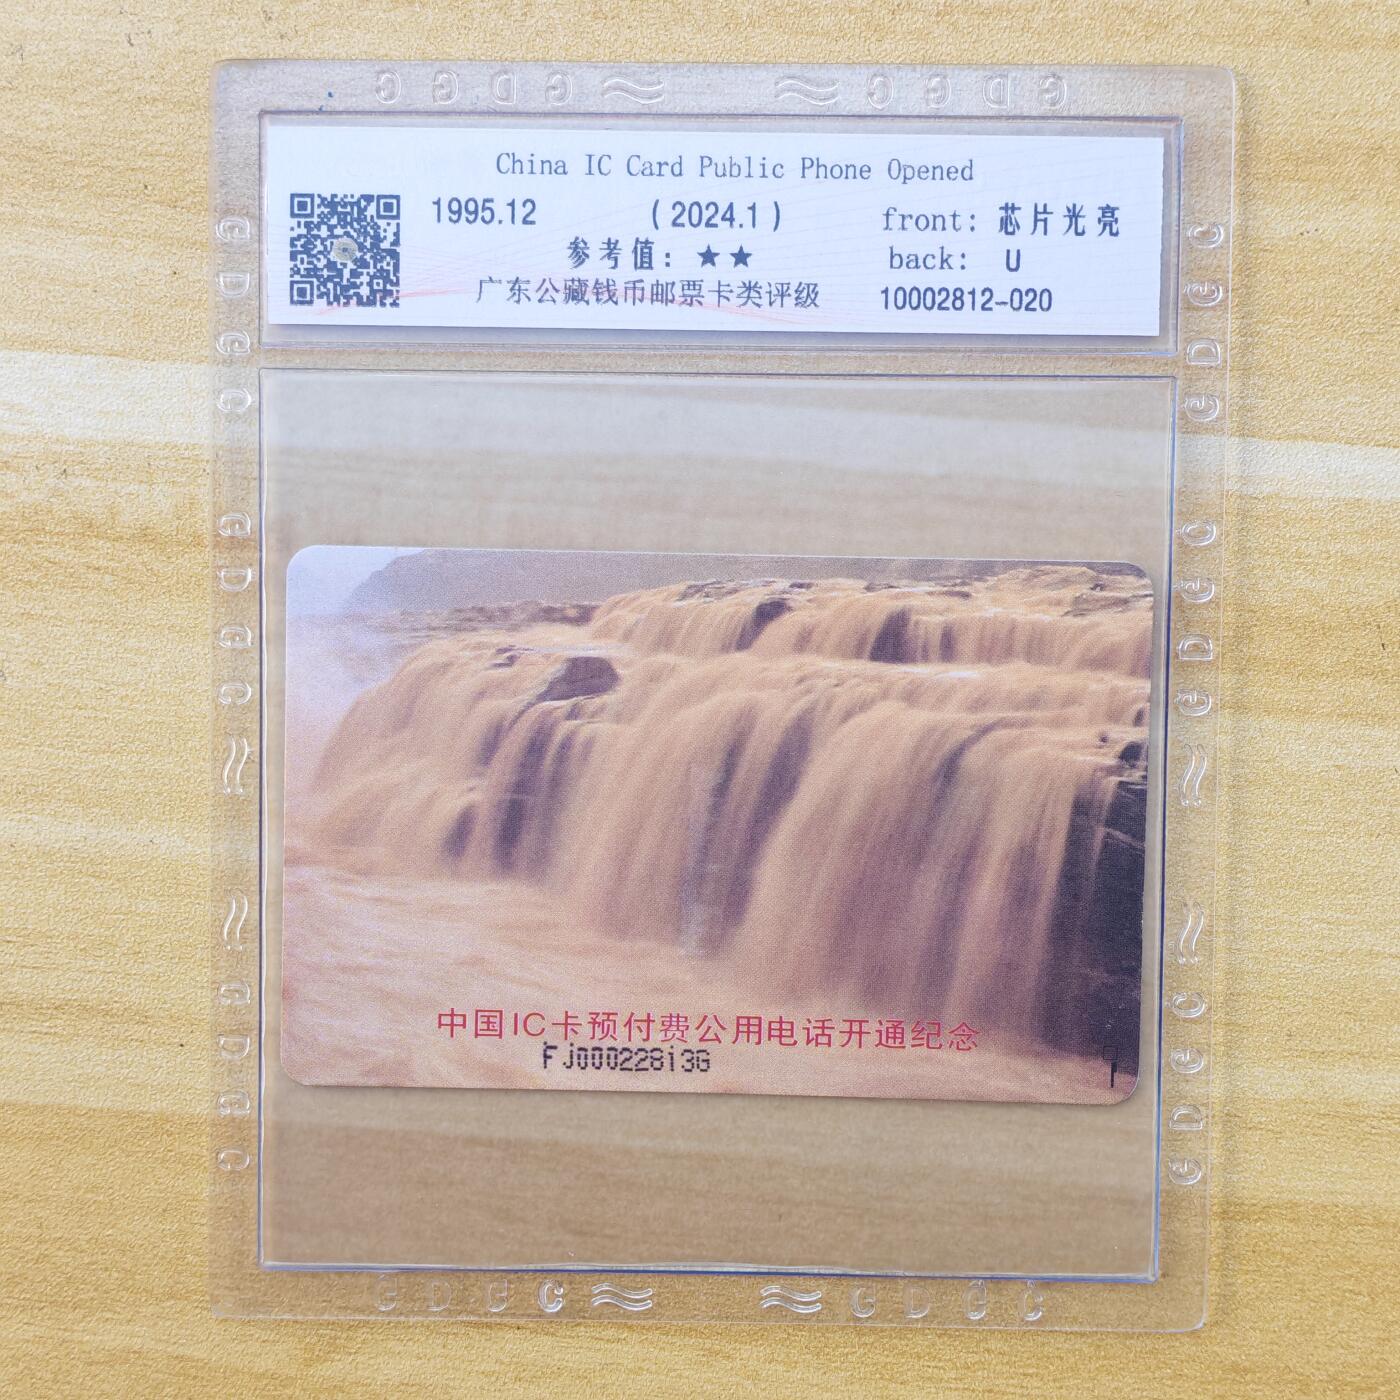 GDGC GDGC
China IC Card Public Phone Opened
1995.12 (2024.1) front: 芯片光亮
参考值: ★★ back: U
广东公藏钱币邮票卡类评级 10002812-020
中国IC卡预付费公用电话开通纪念